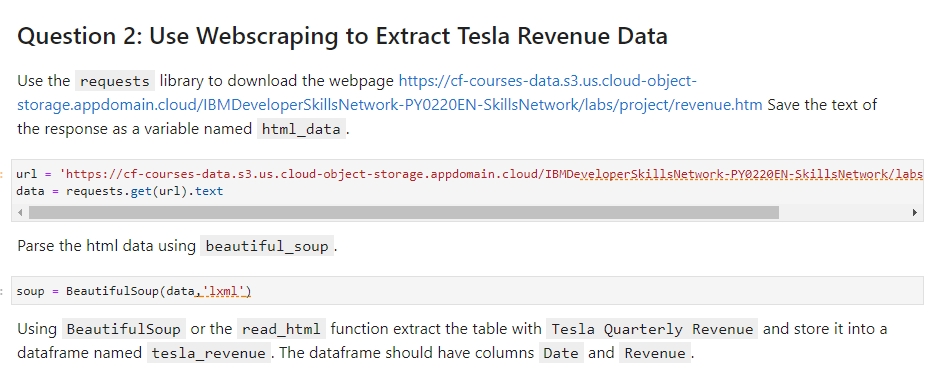 Question 2: Use Webscraping to Extract Tesla Revenue Data
Use the requests library to download the webpage https://cf-courses-data.s3.us.cloud-object-
storage.appdomain.cloud/IBMDeveloperSkillsNetwork-PY0220EN-SkillsNetwork/labs/project/revenue.htm Save the text of
the response as a variable named html_data.
url = 'https://cf-courses-data.s3.us.cloud-object-storage.appdomain.cloud/IBMDeveloperSkillsNetwork-PY0220EN-SkillsNetwork/labs
data = requests.get(url).text
Parse the html data using beautiful_soup.
soup = BeautifulSoup(data,'lxml')
Using BeautifulSoup or the read_html function extract the table with Tesla Quarterly Revenue and store it into a
dataframe named tesla_revenue. The dataframe should have columns Date and Revenue.